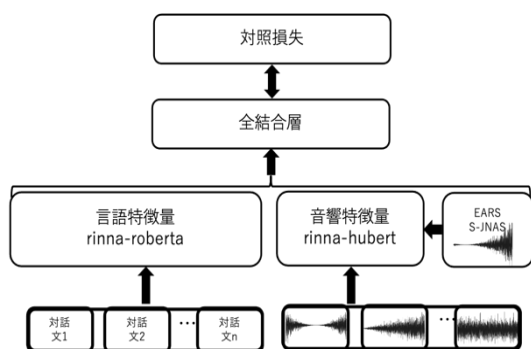 対照損失
全結合層
言語特徴量
rinna-roberta
音響特徴量
rinna-hubert
EARS
S-JNAS
対話
文1
対話
文2
…
対話
文n
…